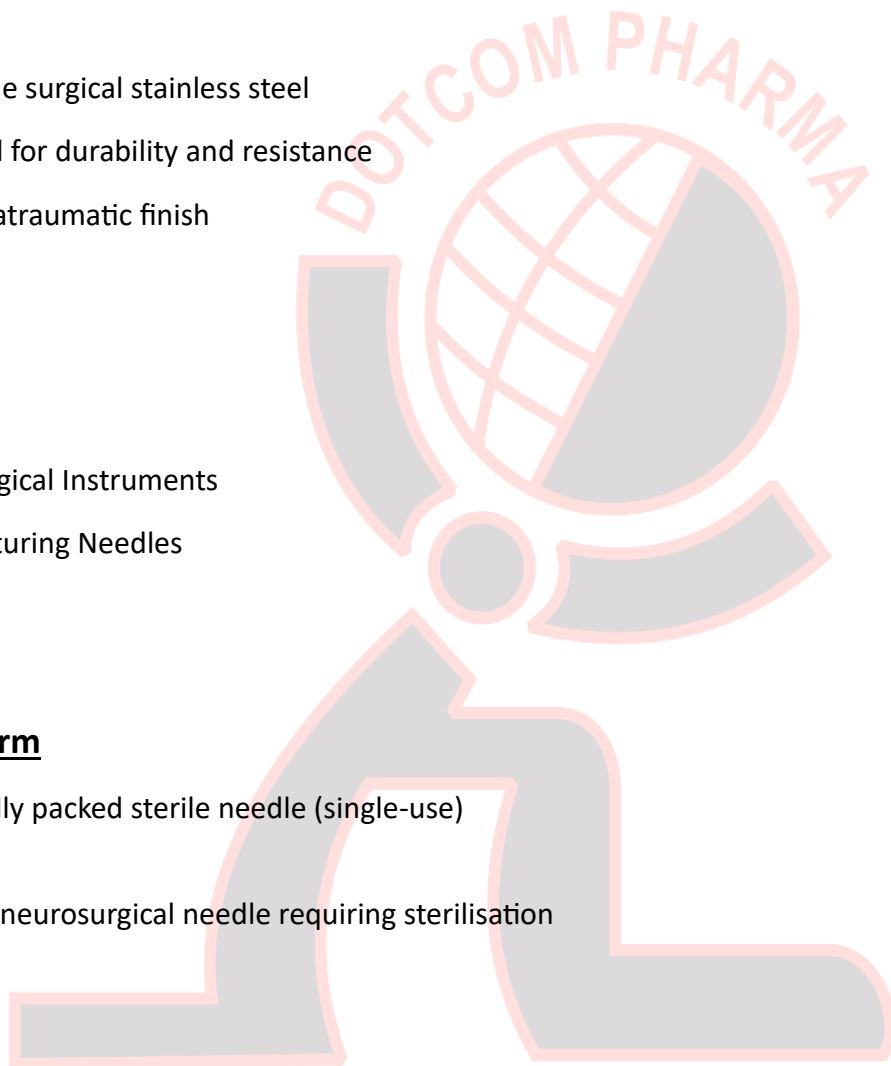 DOTCOM PHARMA
e surgical stainless steel
for durability and resistance
atraumatic finish
gical Instruments
turing Needles
rm
lly packed sterile needle (single-use)
neurosurgical needle requiring sterilisation